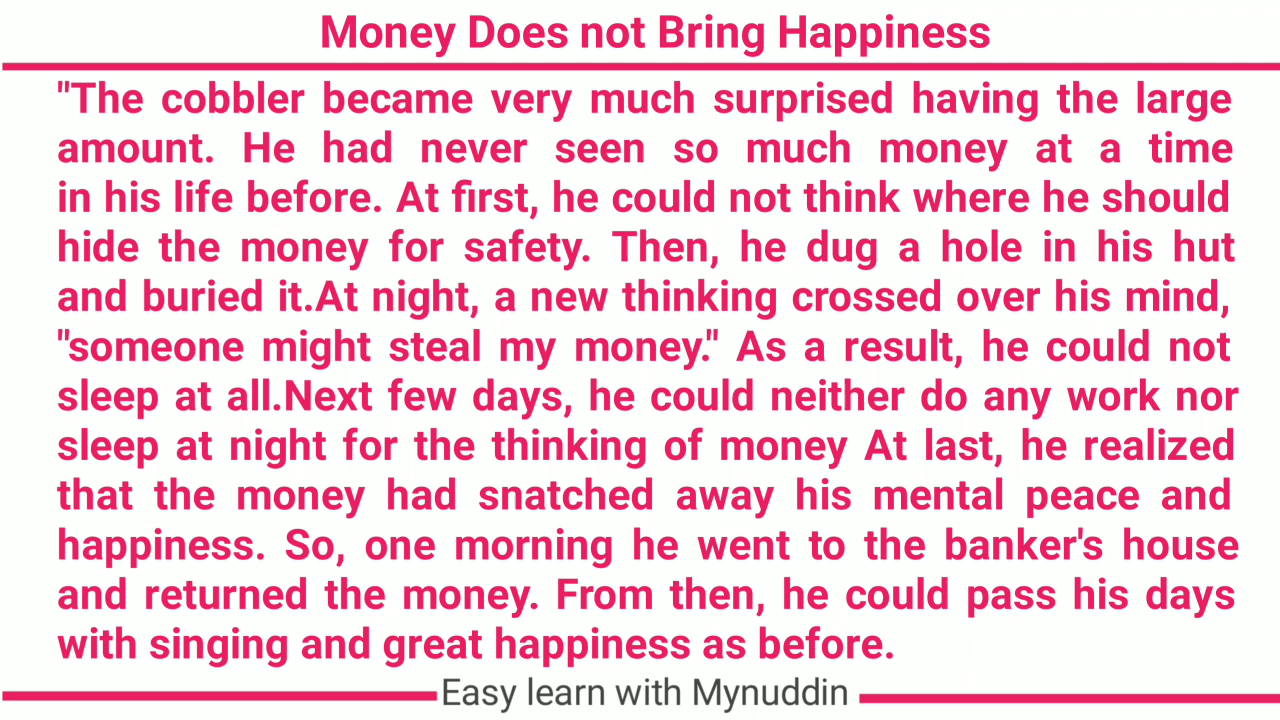 Money Does not Bring Happiness
"The cobbler became very much surprised having the large
amount. He had never seen so much money at a time
in his life before. At first, he could not think where he should
hide the money for safety. Then, he dug a hole in his hut
and buried it.At night, a new thinking crossed over his mind,
"someone might steal my money." As a result, he could not
sleep at all.Next few days, he could neither do any work nor
sleep at night for the thinking of money At last, he realized
that the money had snatched away his mental peace and
happiness. So, one morning he went to the banker's house
and returned the money. From then, he could pass his days
with singing and great happiness as before.
Easy learn with Mynuddin